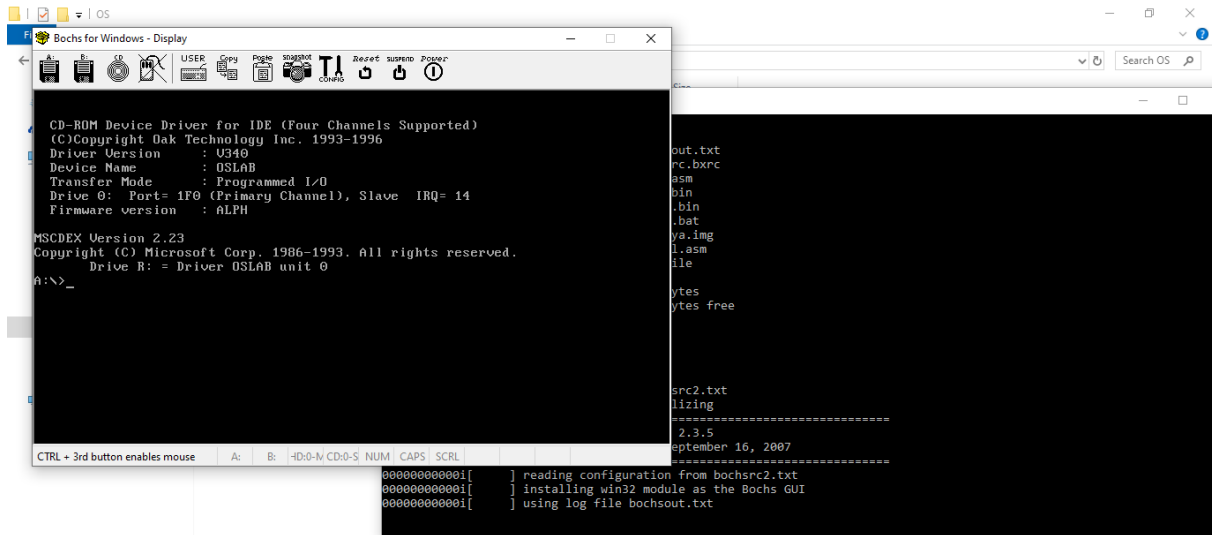 OS
Fi
Bochs for Windows - Display
A: B: CD USER Copy Paste snapshot CONFIG Reset SUSPEND Power
Search OS
CD-ROM Device Driver for IDE (Four Channels Supported)
(C)Copyright Oak Technology Inc. 1993-1996
Driver Version : V340
Device Name : OSLAB
Transfer Mode : Programmed I/O
Drive 0: Port= 1F0 (Primary Channel), Slave IRQ= 14
Firmware version : ALPH
MSCDEX Version 2.23
Copyright (C) Microsoft Corp. 1986-1993. All rights reserved.
Drive R: = Driver OSLAB unit 0
A:\>_
CTRL + 3rd button enables mouse A: B: HD:0-M CD:0-S NUM CAPS SCRL
out.txt
rc.bxrc
asm
bin
.bin
.bat
ya.img
l.asm
ile
ytes
ytes free
src2.txt
lizing
===============================
2.3.5
eptember 16, 2007
===============================
00000000000i[ ] reading configuration from bochsrc2.txt
00000000000i[ ] installing win32 module as the Bochs GUI
00000000000i[ ] using log file bochsout.txt